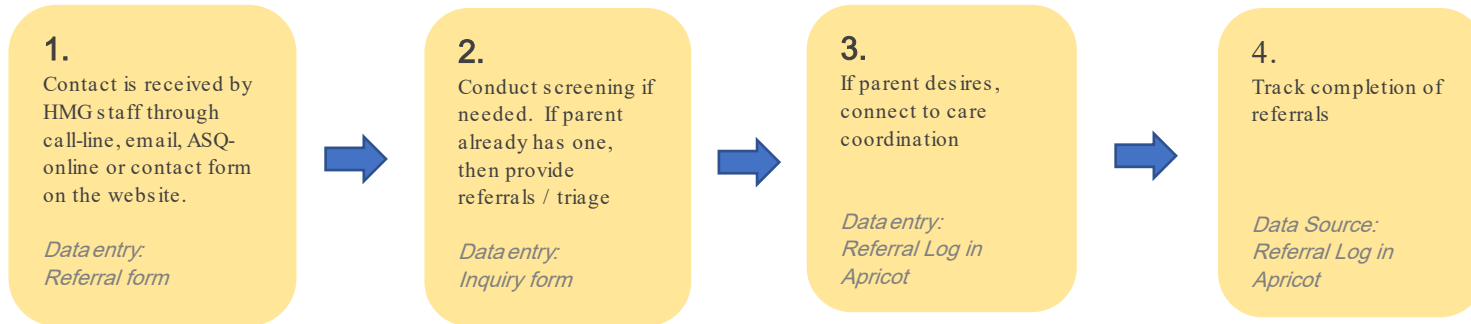 1.
Contact is received by
HMG staff through
call-line, email, ASQ-
online or contact form
on the website.
Data entry:
Referral form
2.
Conduct screening if
needed. If parent
already has one,
then provide
referrals / triage
Data entry:
Inquiry form
3.
If parent desires,
connect to care
coordination
Data entry:
Referral Log in
Apricot
4.
Track completion of
referrals
Data Source:
Referral Log in
Apricot